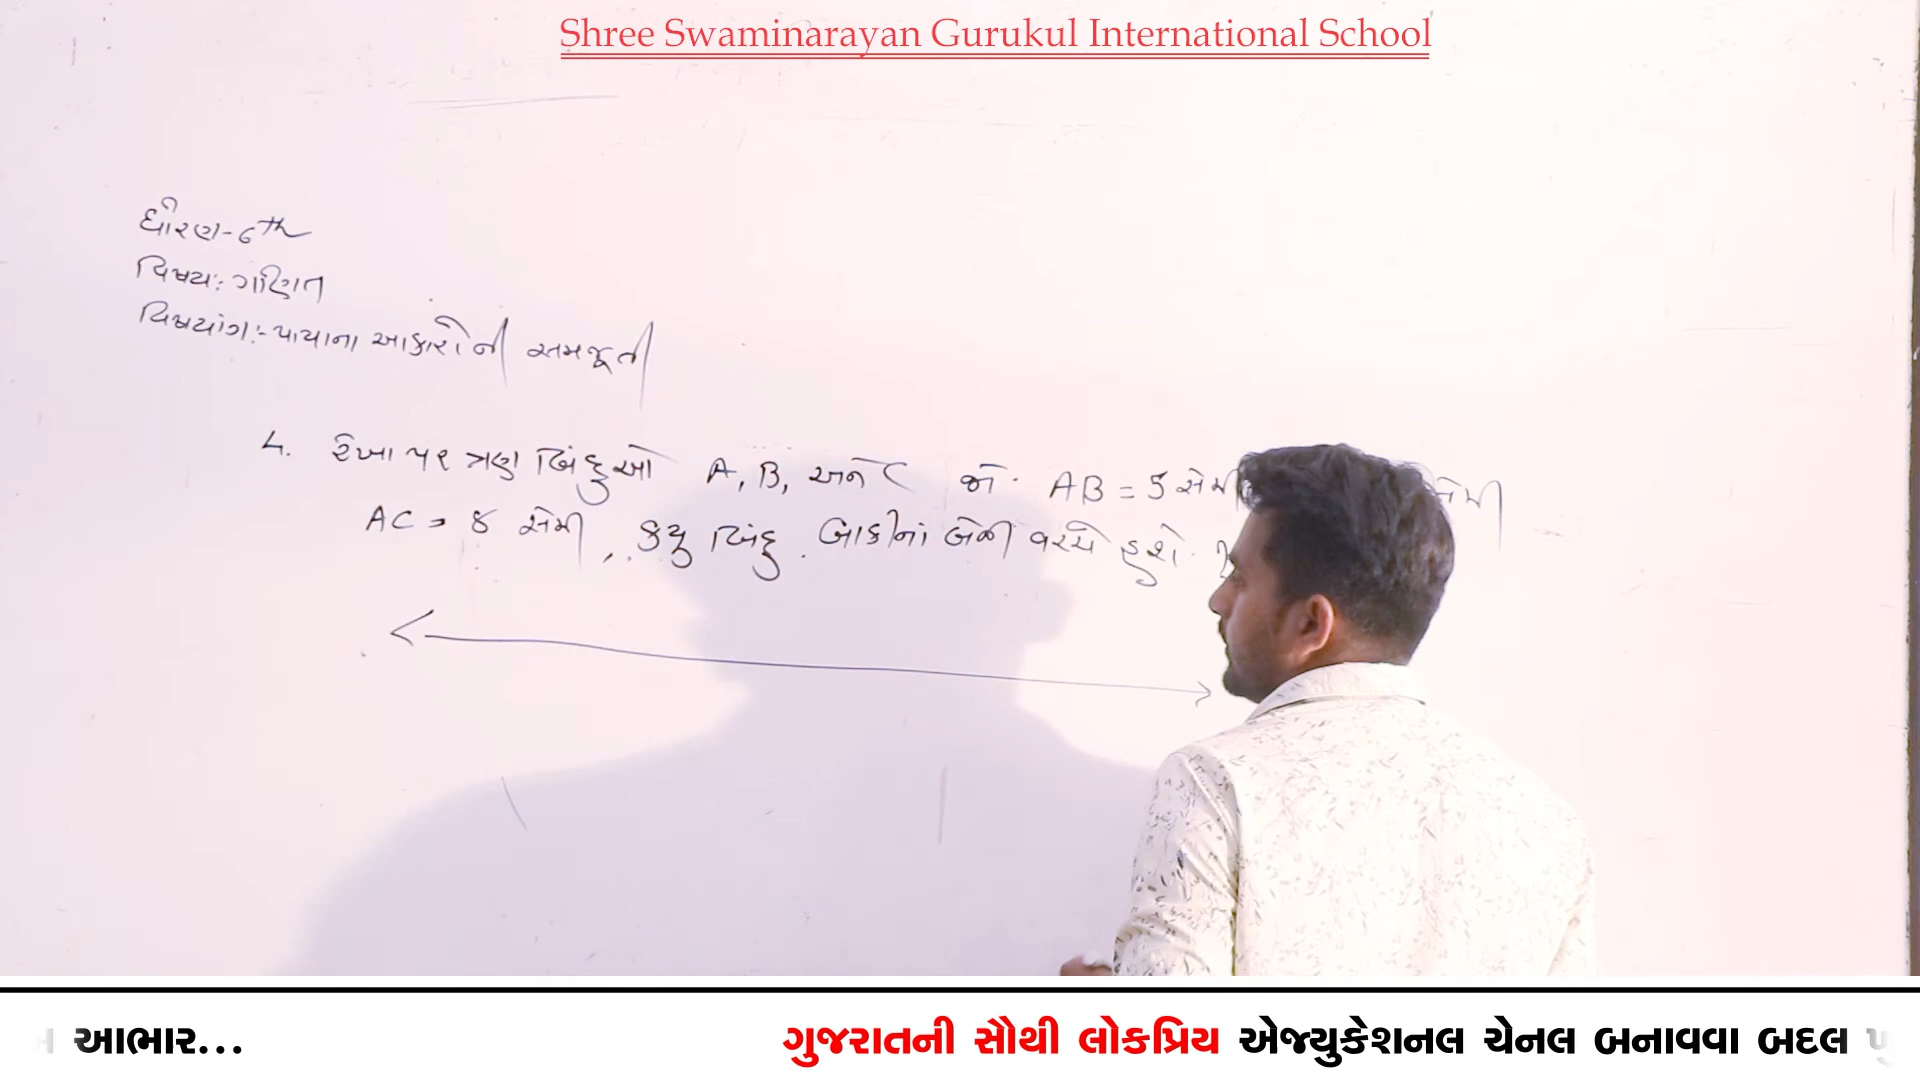 Shree Swaminarayan Gurukul International School
ધોરણ-6th
વિષય: ગણિત
વિષયાંગ:- પાયાના આકારોની સમજૂતી
4. રેખા પર ત્રણ બિંદુઓ A, B, અને C જો. AB = 5 સેમી સેમી
AC = 8 સેમી, કયુ બિંદુ બાકીનાં બેની વચ્ચે હશે.
આભાર... ગુજરાતની સૌથી લોકપ્રિય એજ્યુકેશનલ ચેનલ બનાવવા બદલ